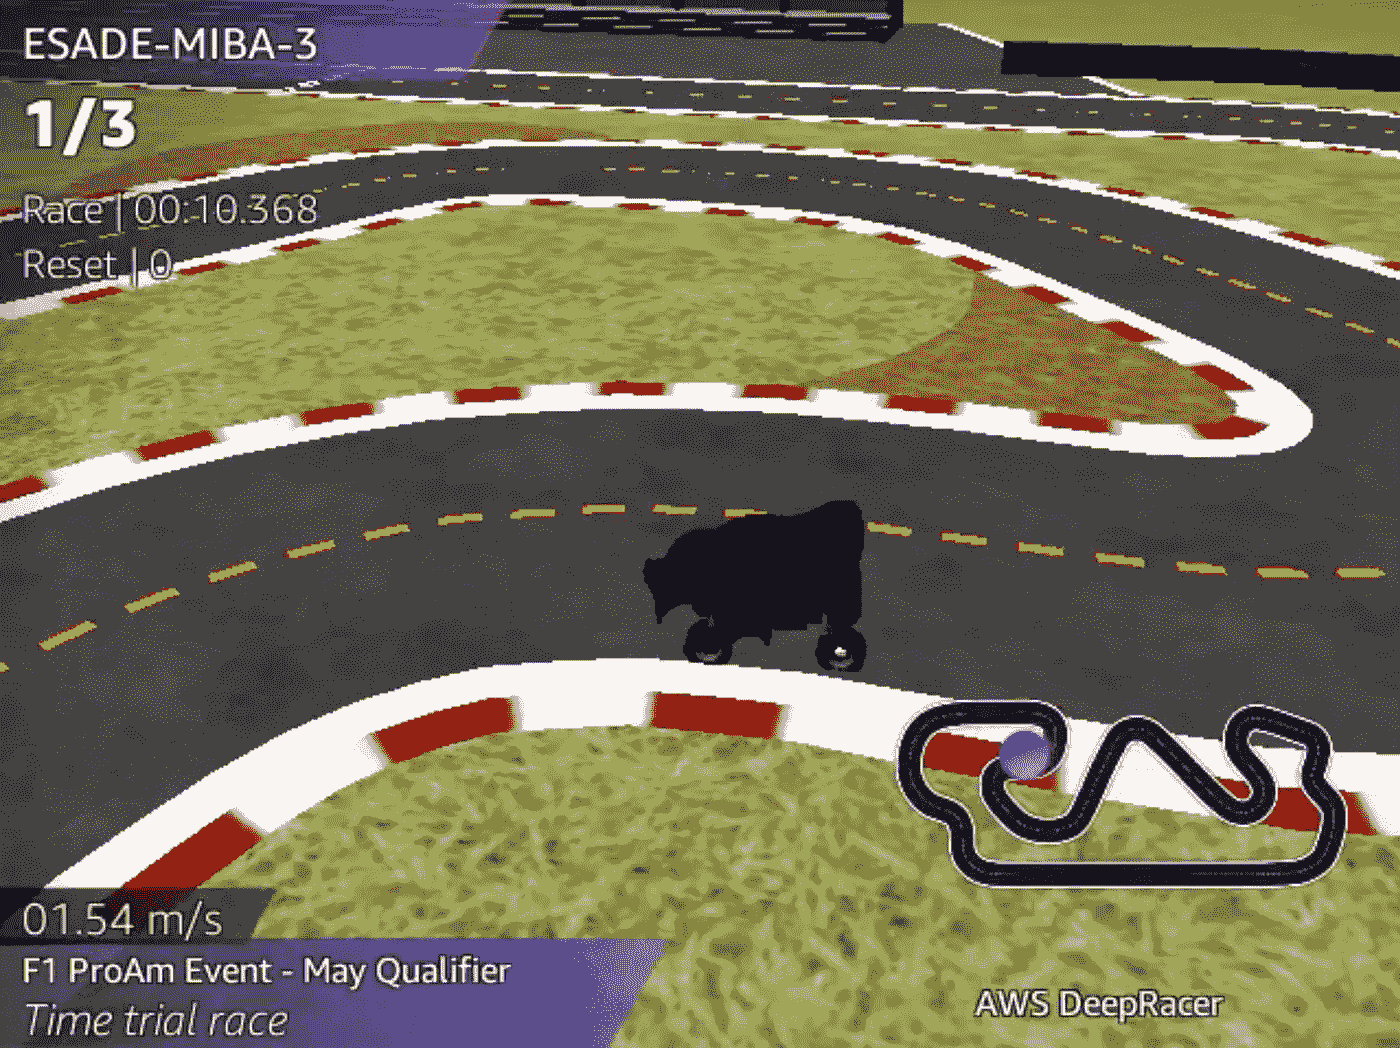 ESADE-MIBA-3
1/3
Race | 00:10.368
Reset | 0
01.54 m/s
F1 ProAm Event - May Qualifier
Time trial race
AWS DeepRacer